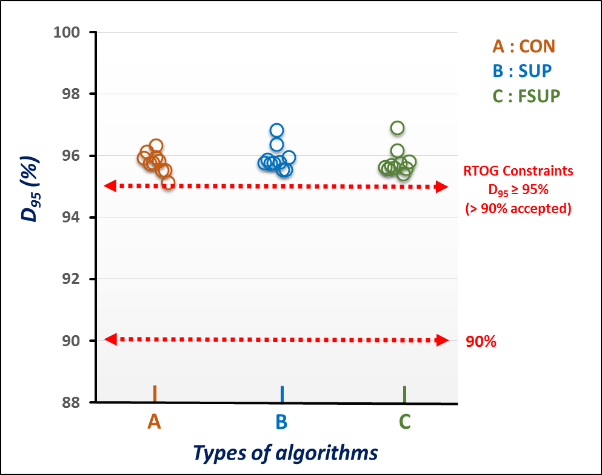 100
98
96
94
92
90
88
D95 (%)
A : CON
B : SUP
C : FSUP
RTOG Constraints
D95 ≥ 95%
(> 90% accepted)
90%
A B C
Types of algorithms